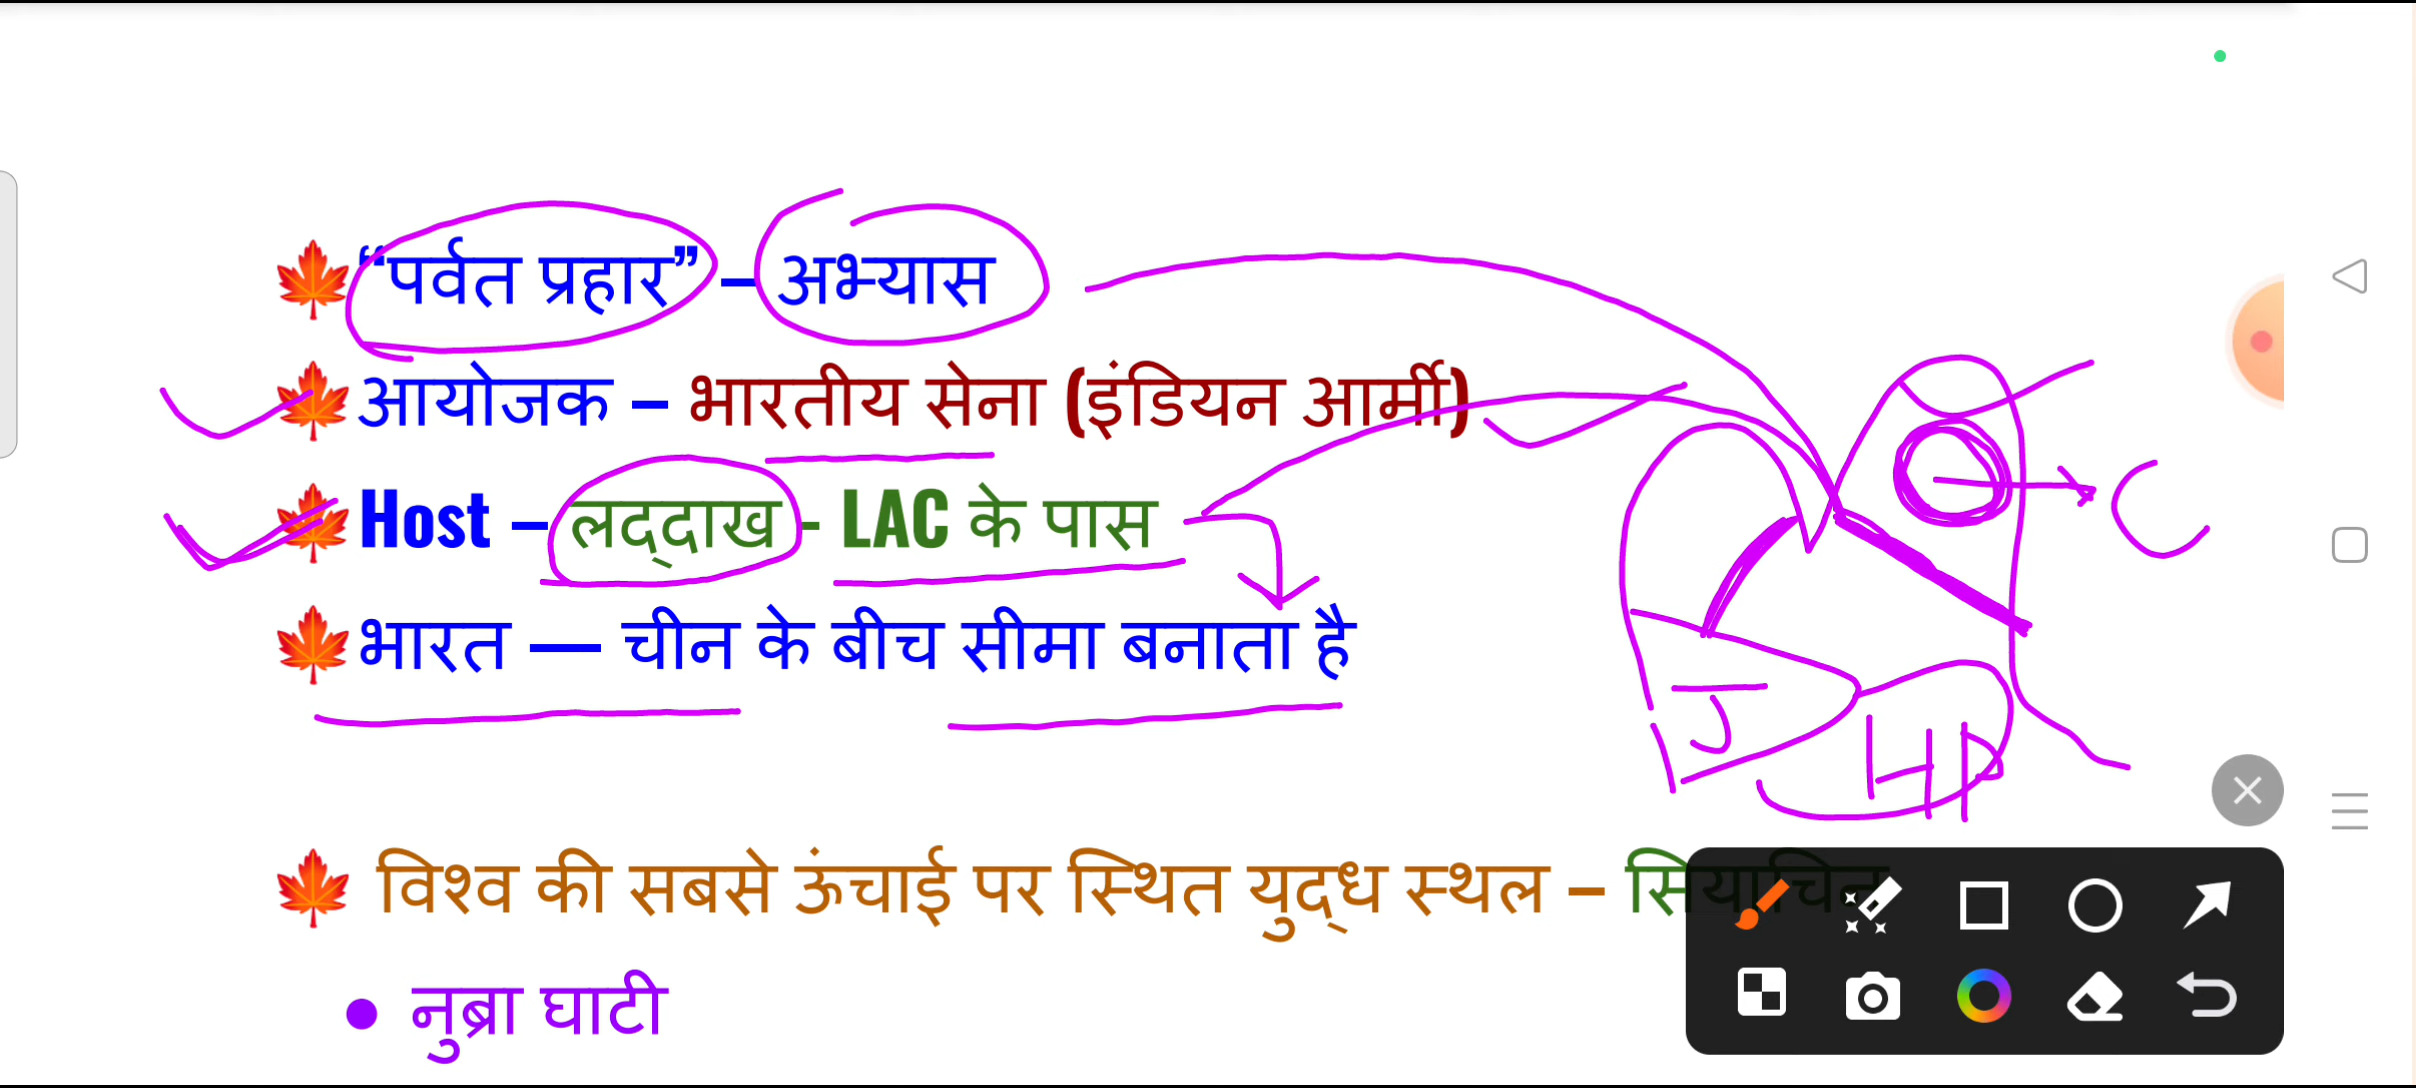 “पर्वत प्रहार” – अभ्यास
आयोजक – भारतीय सेना (इंडियन आर्मी)
Host – लद्दाख - LAC के पास
भारत — चीन के बीच सीमा बनाता है
C
J
HP
विश्व की सबसे ऊंचाई पर स्थित युद्ध स्थल – सियाचिन
• नुब्रा घाटी